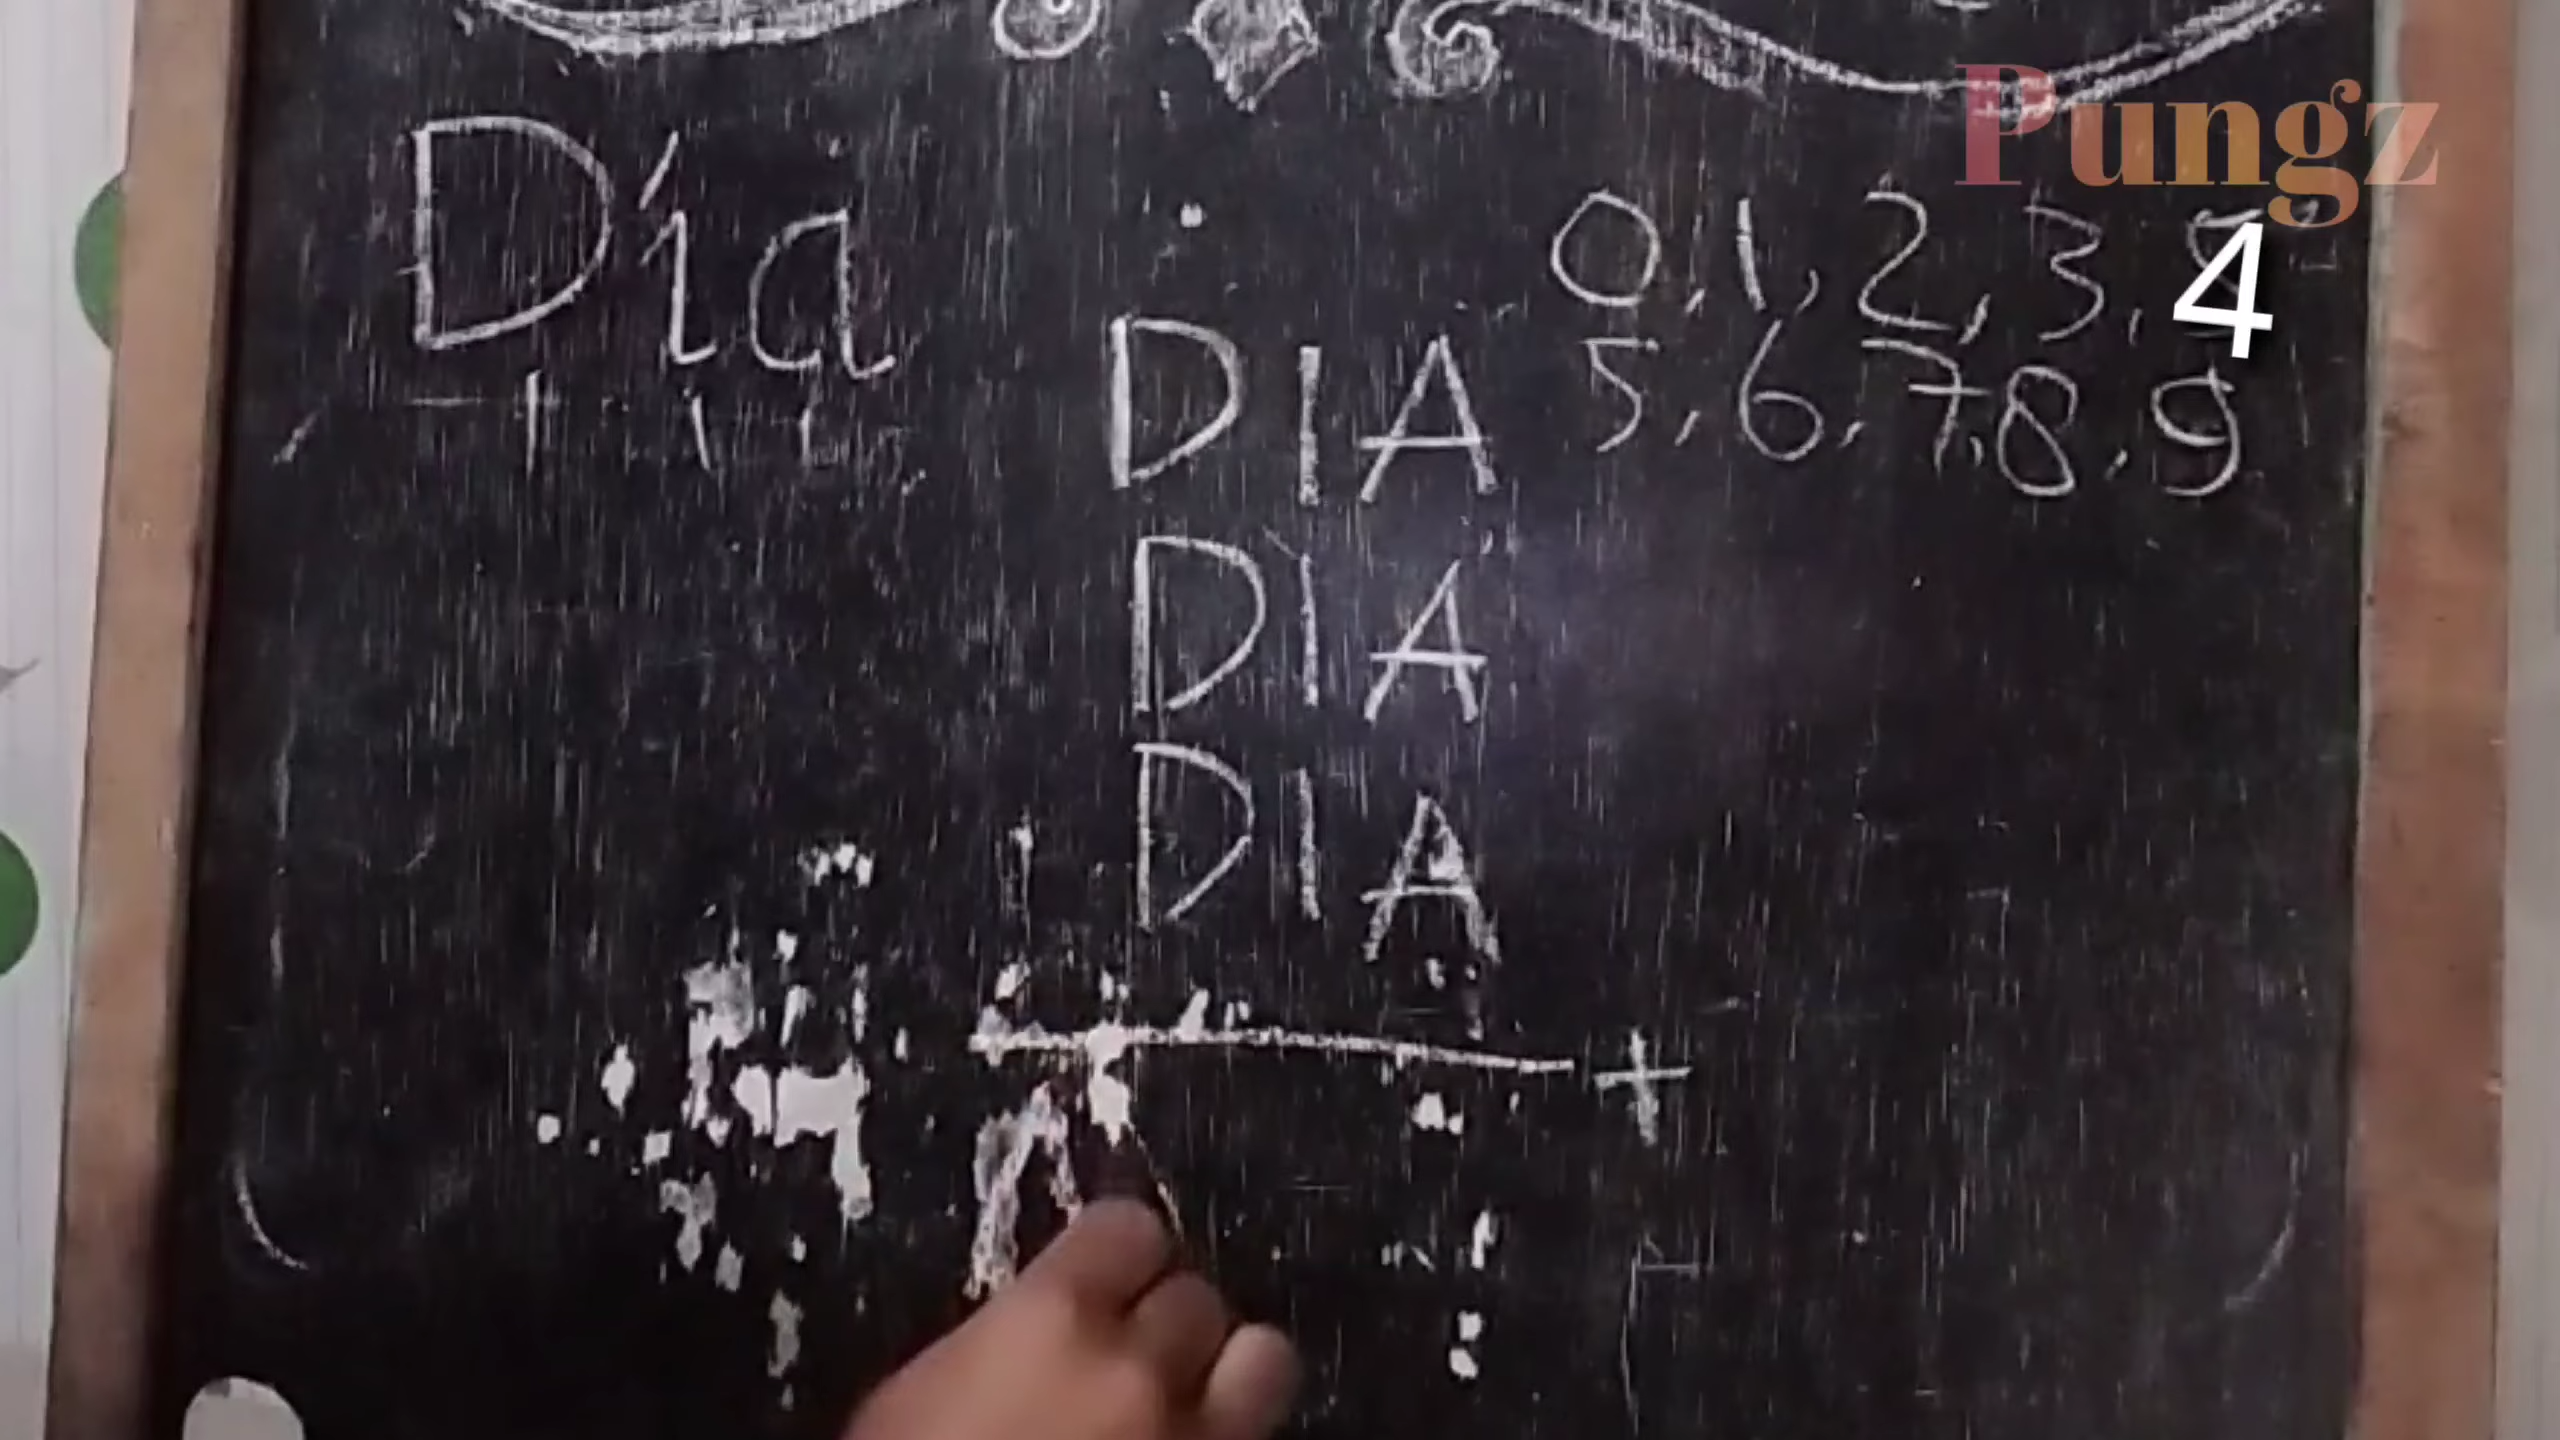 Pungz
Día
0, 1, 2, 3, 4
5, 6, 7, 8, 9
DIA
DIA
DIA
+